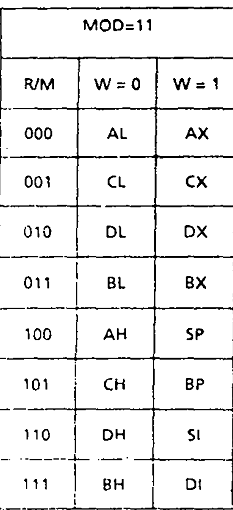 MOD=11
R/M W = 0 W = 1
000 AL AX
001 CL CX
010 DL DX
011 BL BX
100 AH SP
101 CH BP
110 DH SI
111 BH DI